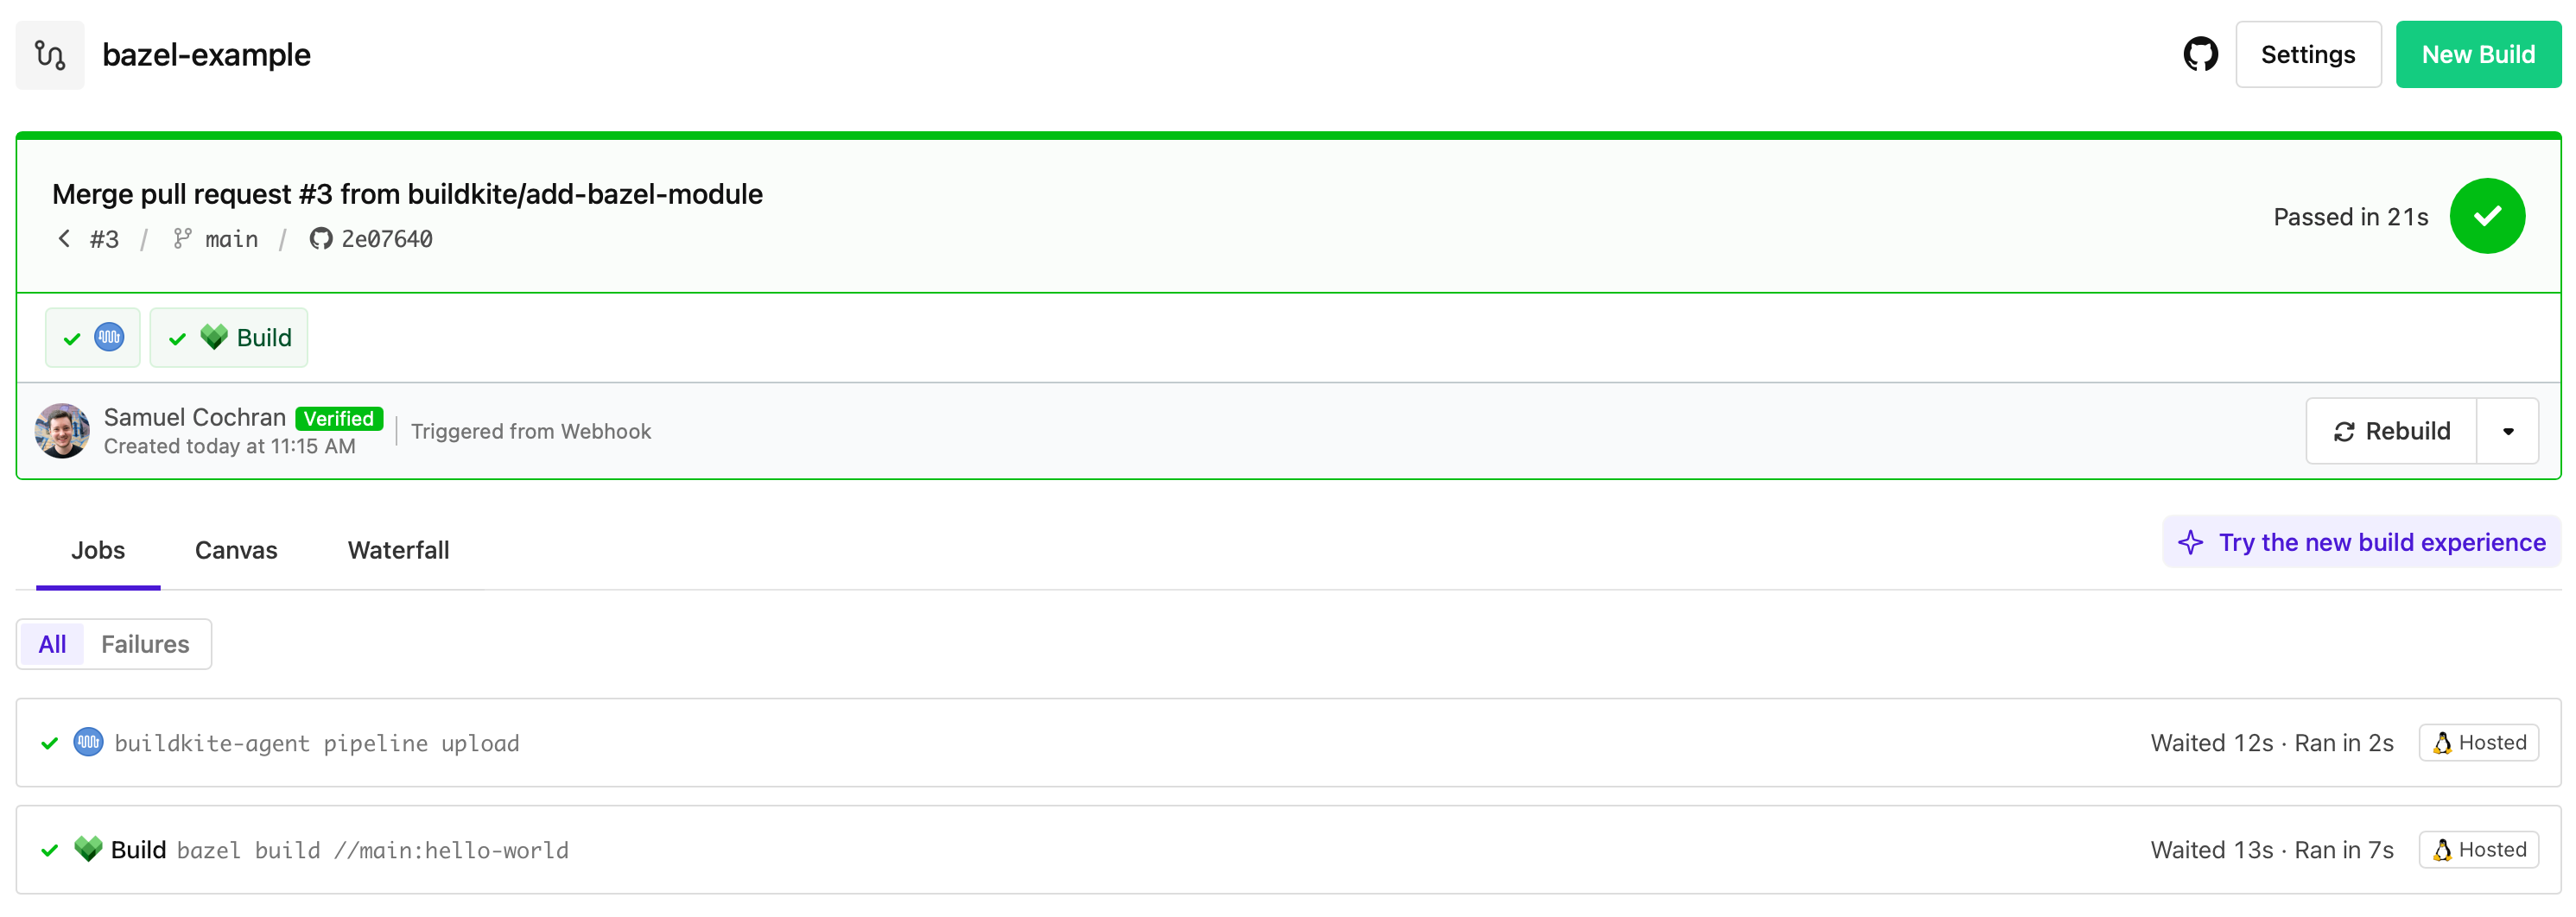 bazel-example
Settings
New Build
Merge pull request #3 from buildkite/add-bazel-module
#3 / main / 2e07640
Passed in 21s
Build
Samuel Cochran Verified
Created today at 11:15 AM
Triggered from Webhook
Rebuild
Jobs Canvas Waterfall
Try the new build experience
All Failures
buildkite-agent pipeline upload
Waited 12s · Ran in 2s Hosted
Build bazel build //main:hello-world
Waited 13s · Ran in 7s Hosted